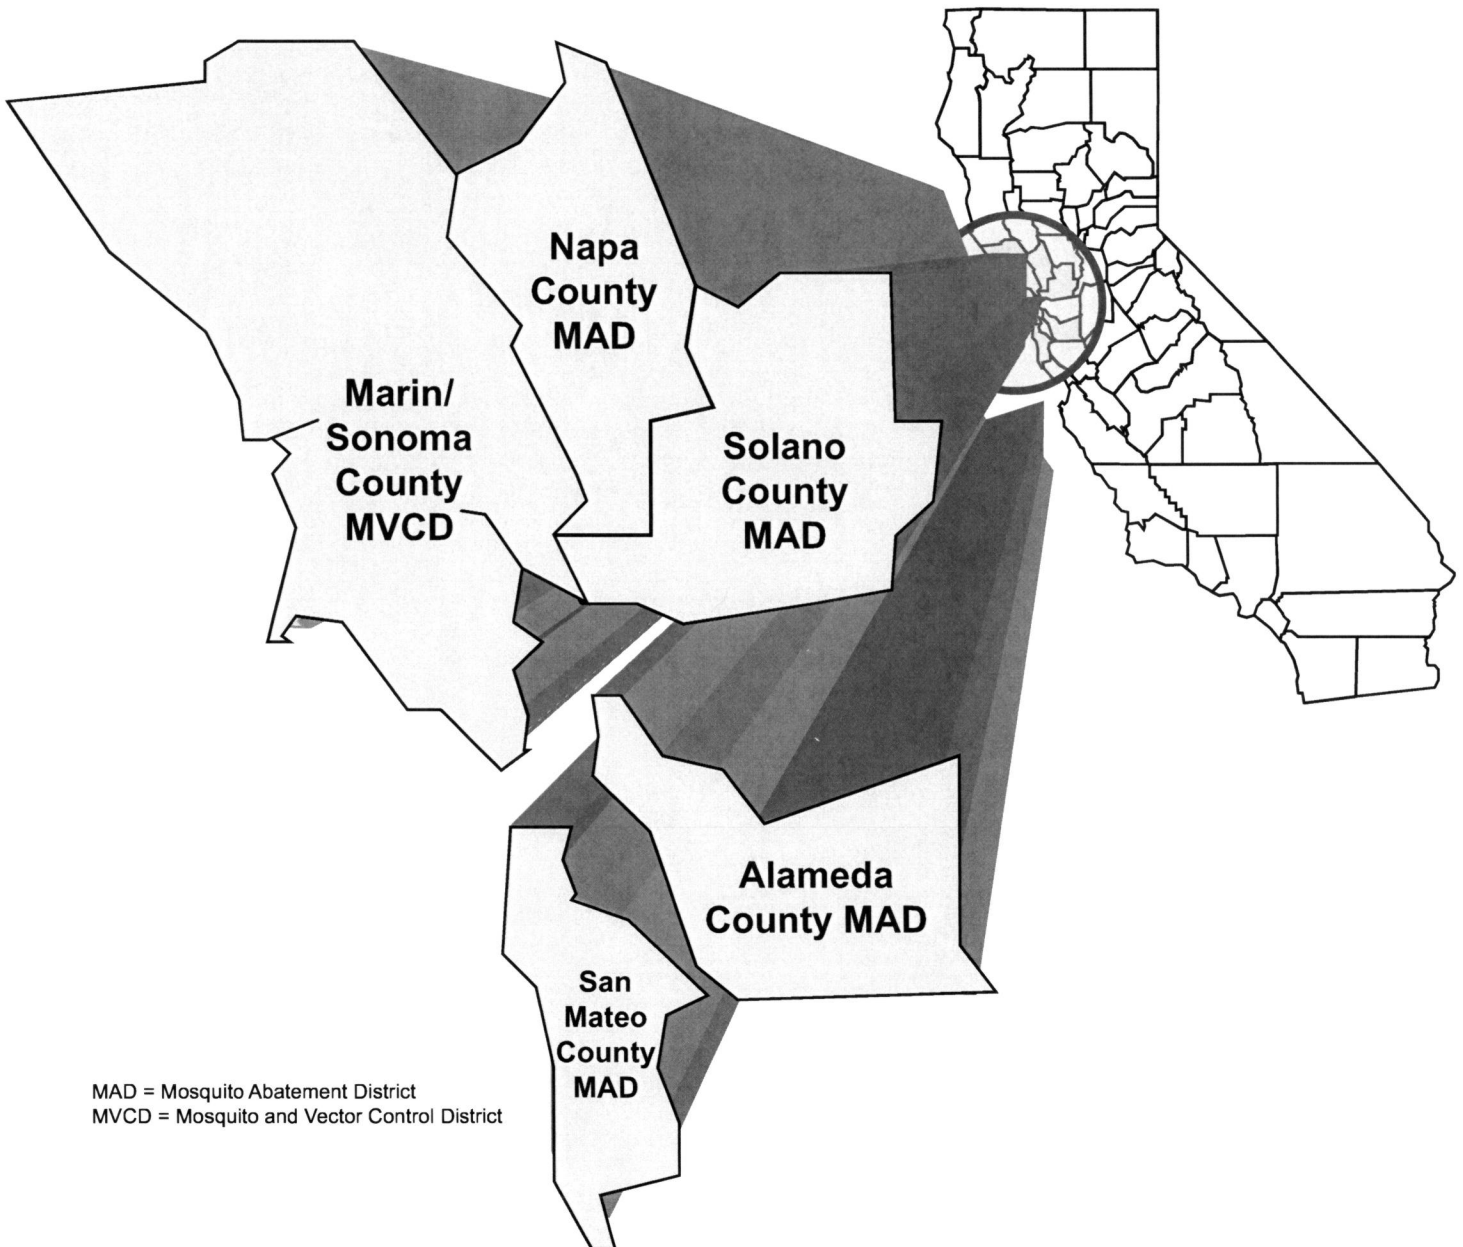 Napa
County
MAD
Marin/
Sonoma
County
MVCD
Solano
County
MAD
Alameda
County MAD
San
Mateo
County
MAD
MAD = Mosquito Abatement District
MVCD = Mosquito and Vector Control District